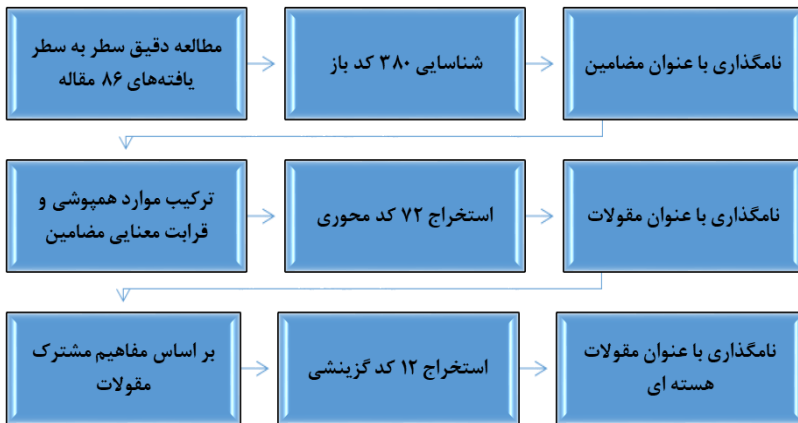 مطالعه دقیق سطر به سطر
یافته‌های ۸۶ مقاله
شناسایی ۳۸۰ کد باز
نامگذاری با عنوان مضامین
ترکیب موارد همپوشی و
قرابت معنایی مضامین
استخراج ۷۲ کد محوری
نامگذاری با عنوان مقولات
بر اساس مفاهیم مشترک
مقولات
استخراج ۱۲ کد گزینشی
نامگذاری با عنوان مقولات
هسته ای